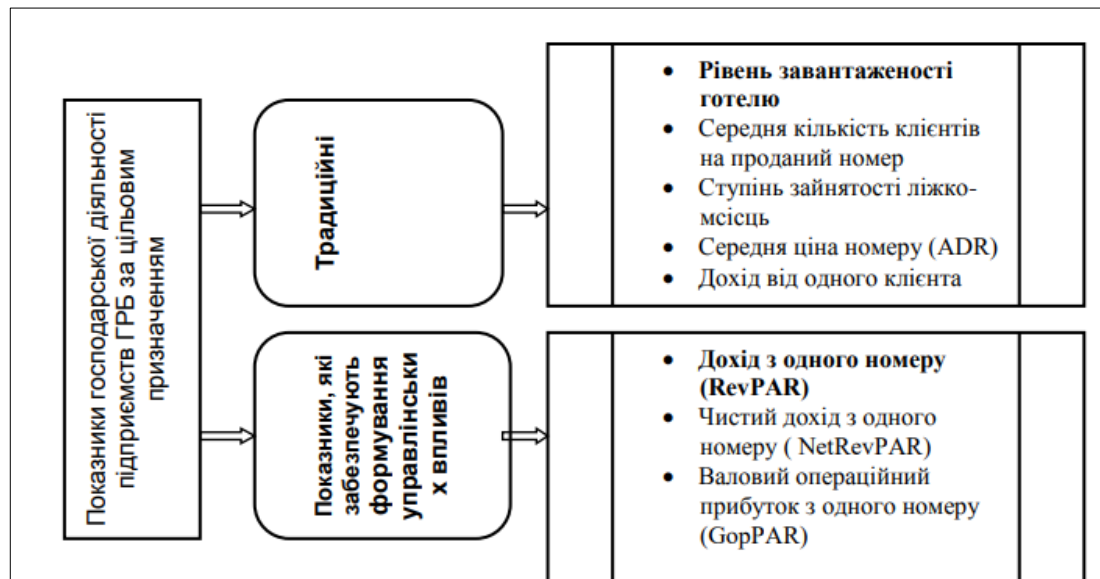 Показники господарської діяльності
підприємств ГРБ за цільовим
призначенням
Традиційні
• Рівень завантаженості
готелю
• Середня кількість клієнтів
на проданий номер
• Ступінь зайнятості ліжко-
мсісць
• Середня ціна номеру (ADR)
• Дохід від одного клієнта
Показники, які
забезпечують
формування
управлінськи
х впливів
• Дохід з одного номеру
(RevPAR)
• Чистий дохід з одного
номеру ( NetRevPAR)
• Валовий операційний
прибуток з одного номеру
(GopPAR)